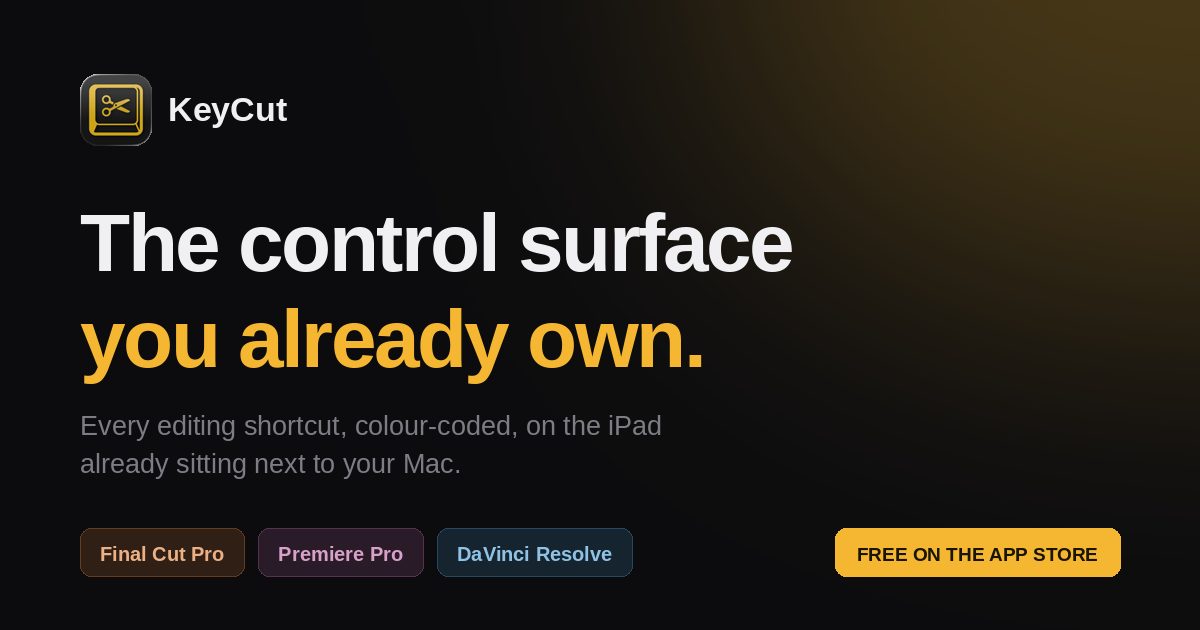 KeyCut
The control surface
you already own.
Every editing shortcut, colour-coded, on the iPad
already sitting next to your Mac.
Final Cut Pro
Premiere Pro
DaVinci Resolve
FREE ON THE APP STORE